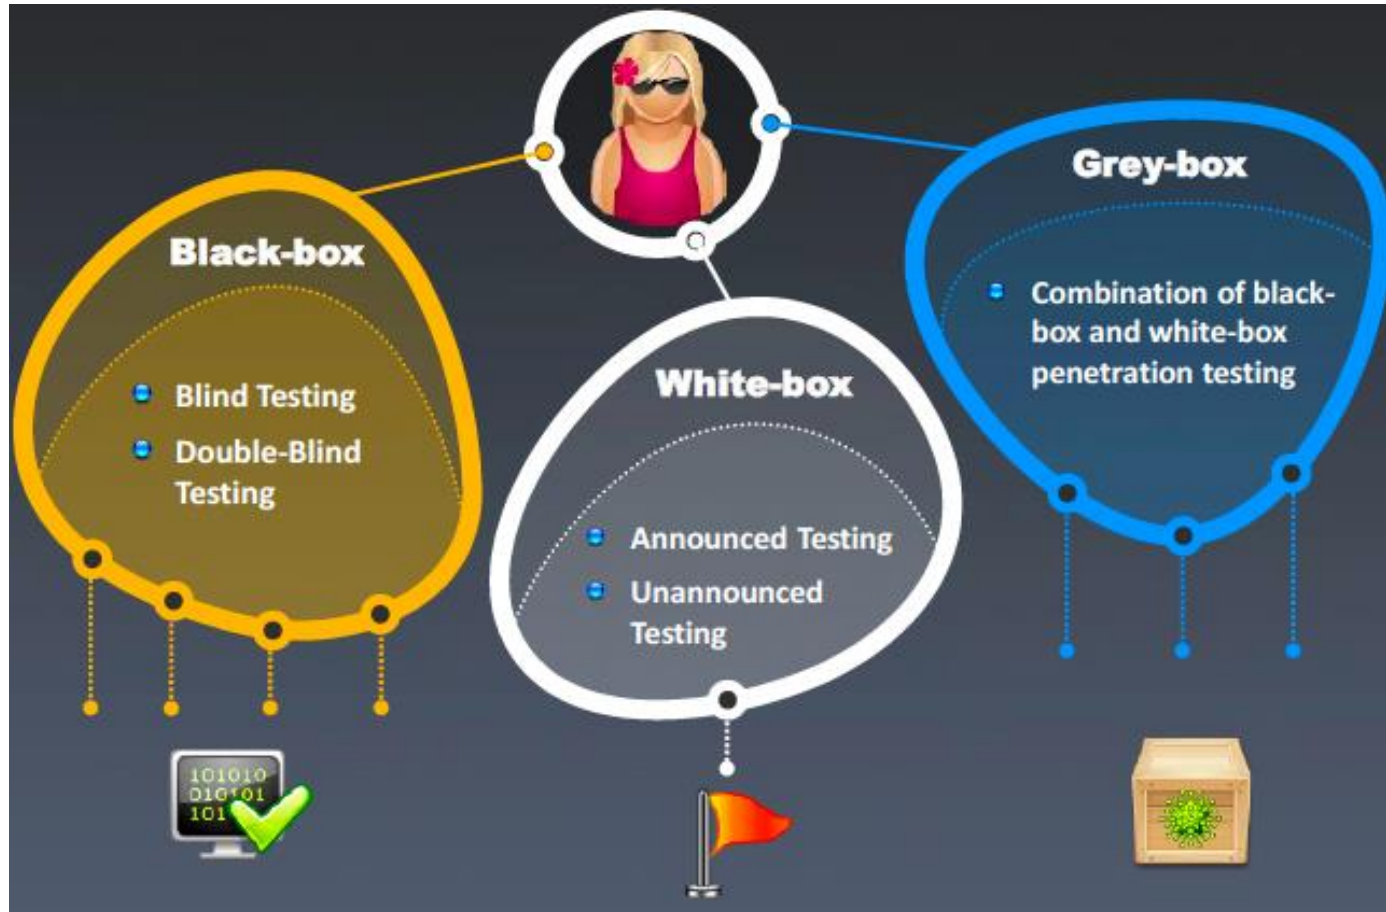 Black-box
Blind Testing
Double-Blind
Testing
White-box
Announced Testing
Unannounced
Testing
Grey-box
Combination of black-
box and white-box
penetration testing
101010
010101
101